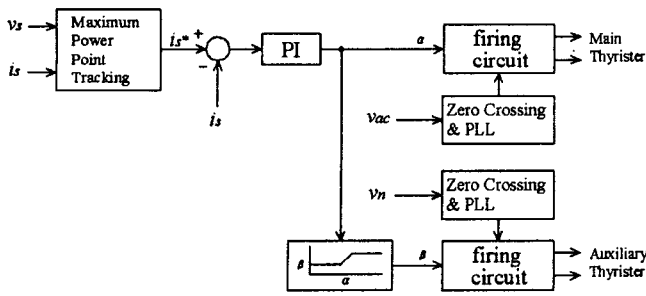 vs
is
Maximum
Power
Point
Tracking
is*
+
−
is
PI
α
firing
circuit
Main
Thyrister
vac
Zero Crossing
& PLL
vn
Zero Crossing
& PLL
β
α
β
firing
circuit
Auxiliary
Thyrister